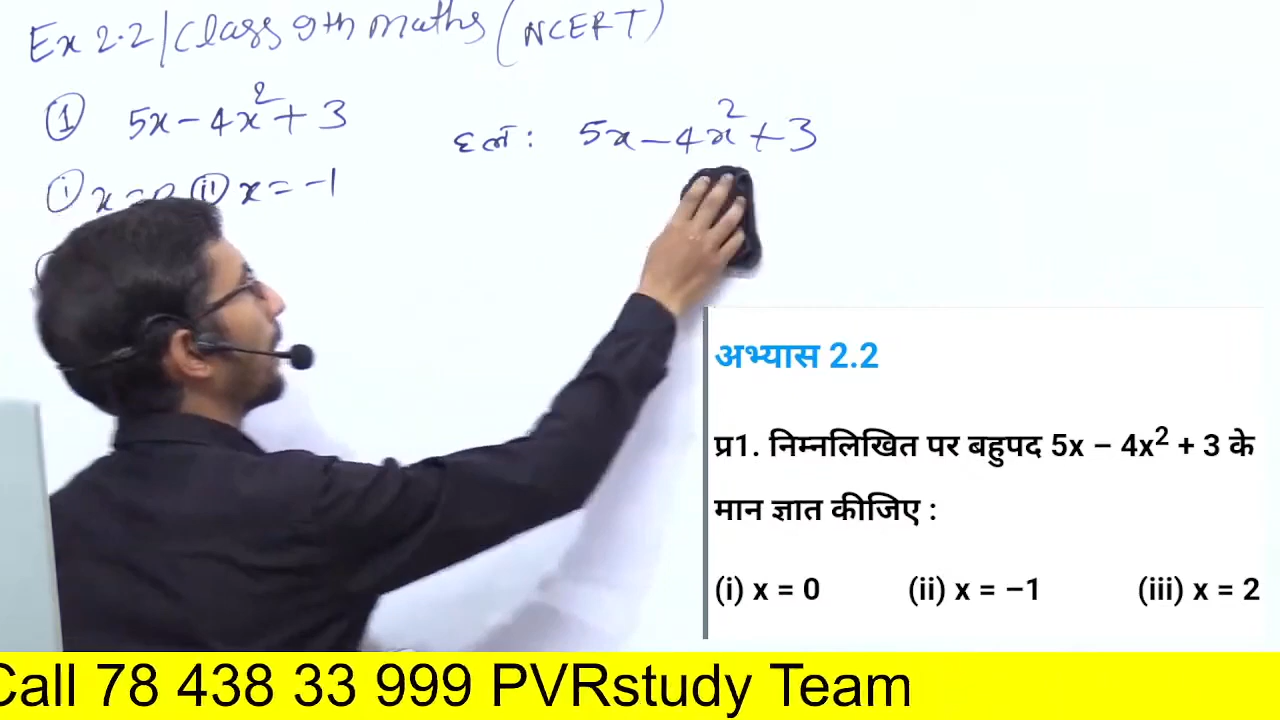 Ex 2.2/Class 9th Maths (NCERT)
① 5x-4x²+3
हल: 5x-4x²+3
ⓘ x=0 ⓘⓘ x=-1
अभ्यास 2.2
प्र1. निम्नलिखित पर बहुपद 5x – 4x² + 3 के
मान ज्ञात कीजिए :
(i) x = 0 (ii) x = –1 (iii) x = 2
Call 78 438 33 999 PVRstudy Team